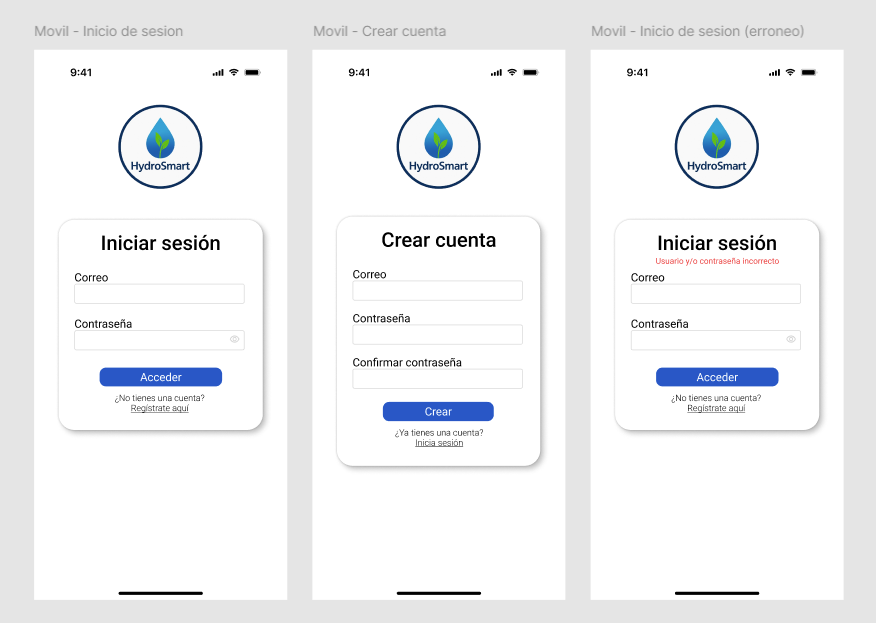 Movil - Inicio de sesion
9:41
HydroSmart
Iniciar sesión
Correo
Contraseña
Acceder
¿No tienes una cuenta?
Regístrate aquí
Movil - Crear cuenta
9:41
HydroSmart
Crear cuenta
Correo
Contraseña
Confirmar contraseña
Crear
¿Ya tienes una cuenta?
Inicia sesión
Movil - Inicio de sesion (erroneo)
9:41
HydroSmart
Iniciar sesión
Usuario y/o contraseña incorrecto
Correo
Contraseña
Acceder
¿No tienes una cuenta?
Regístrate aquí